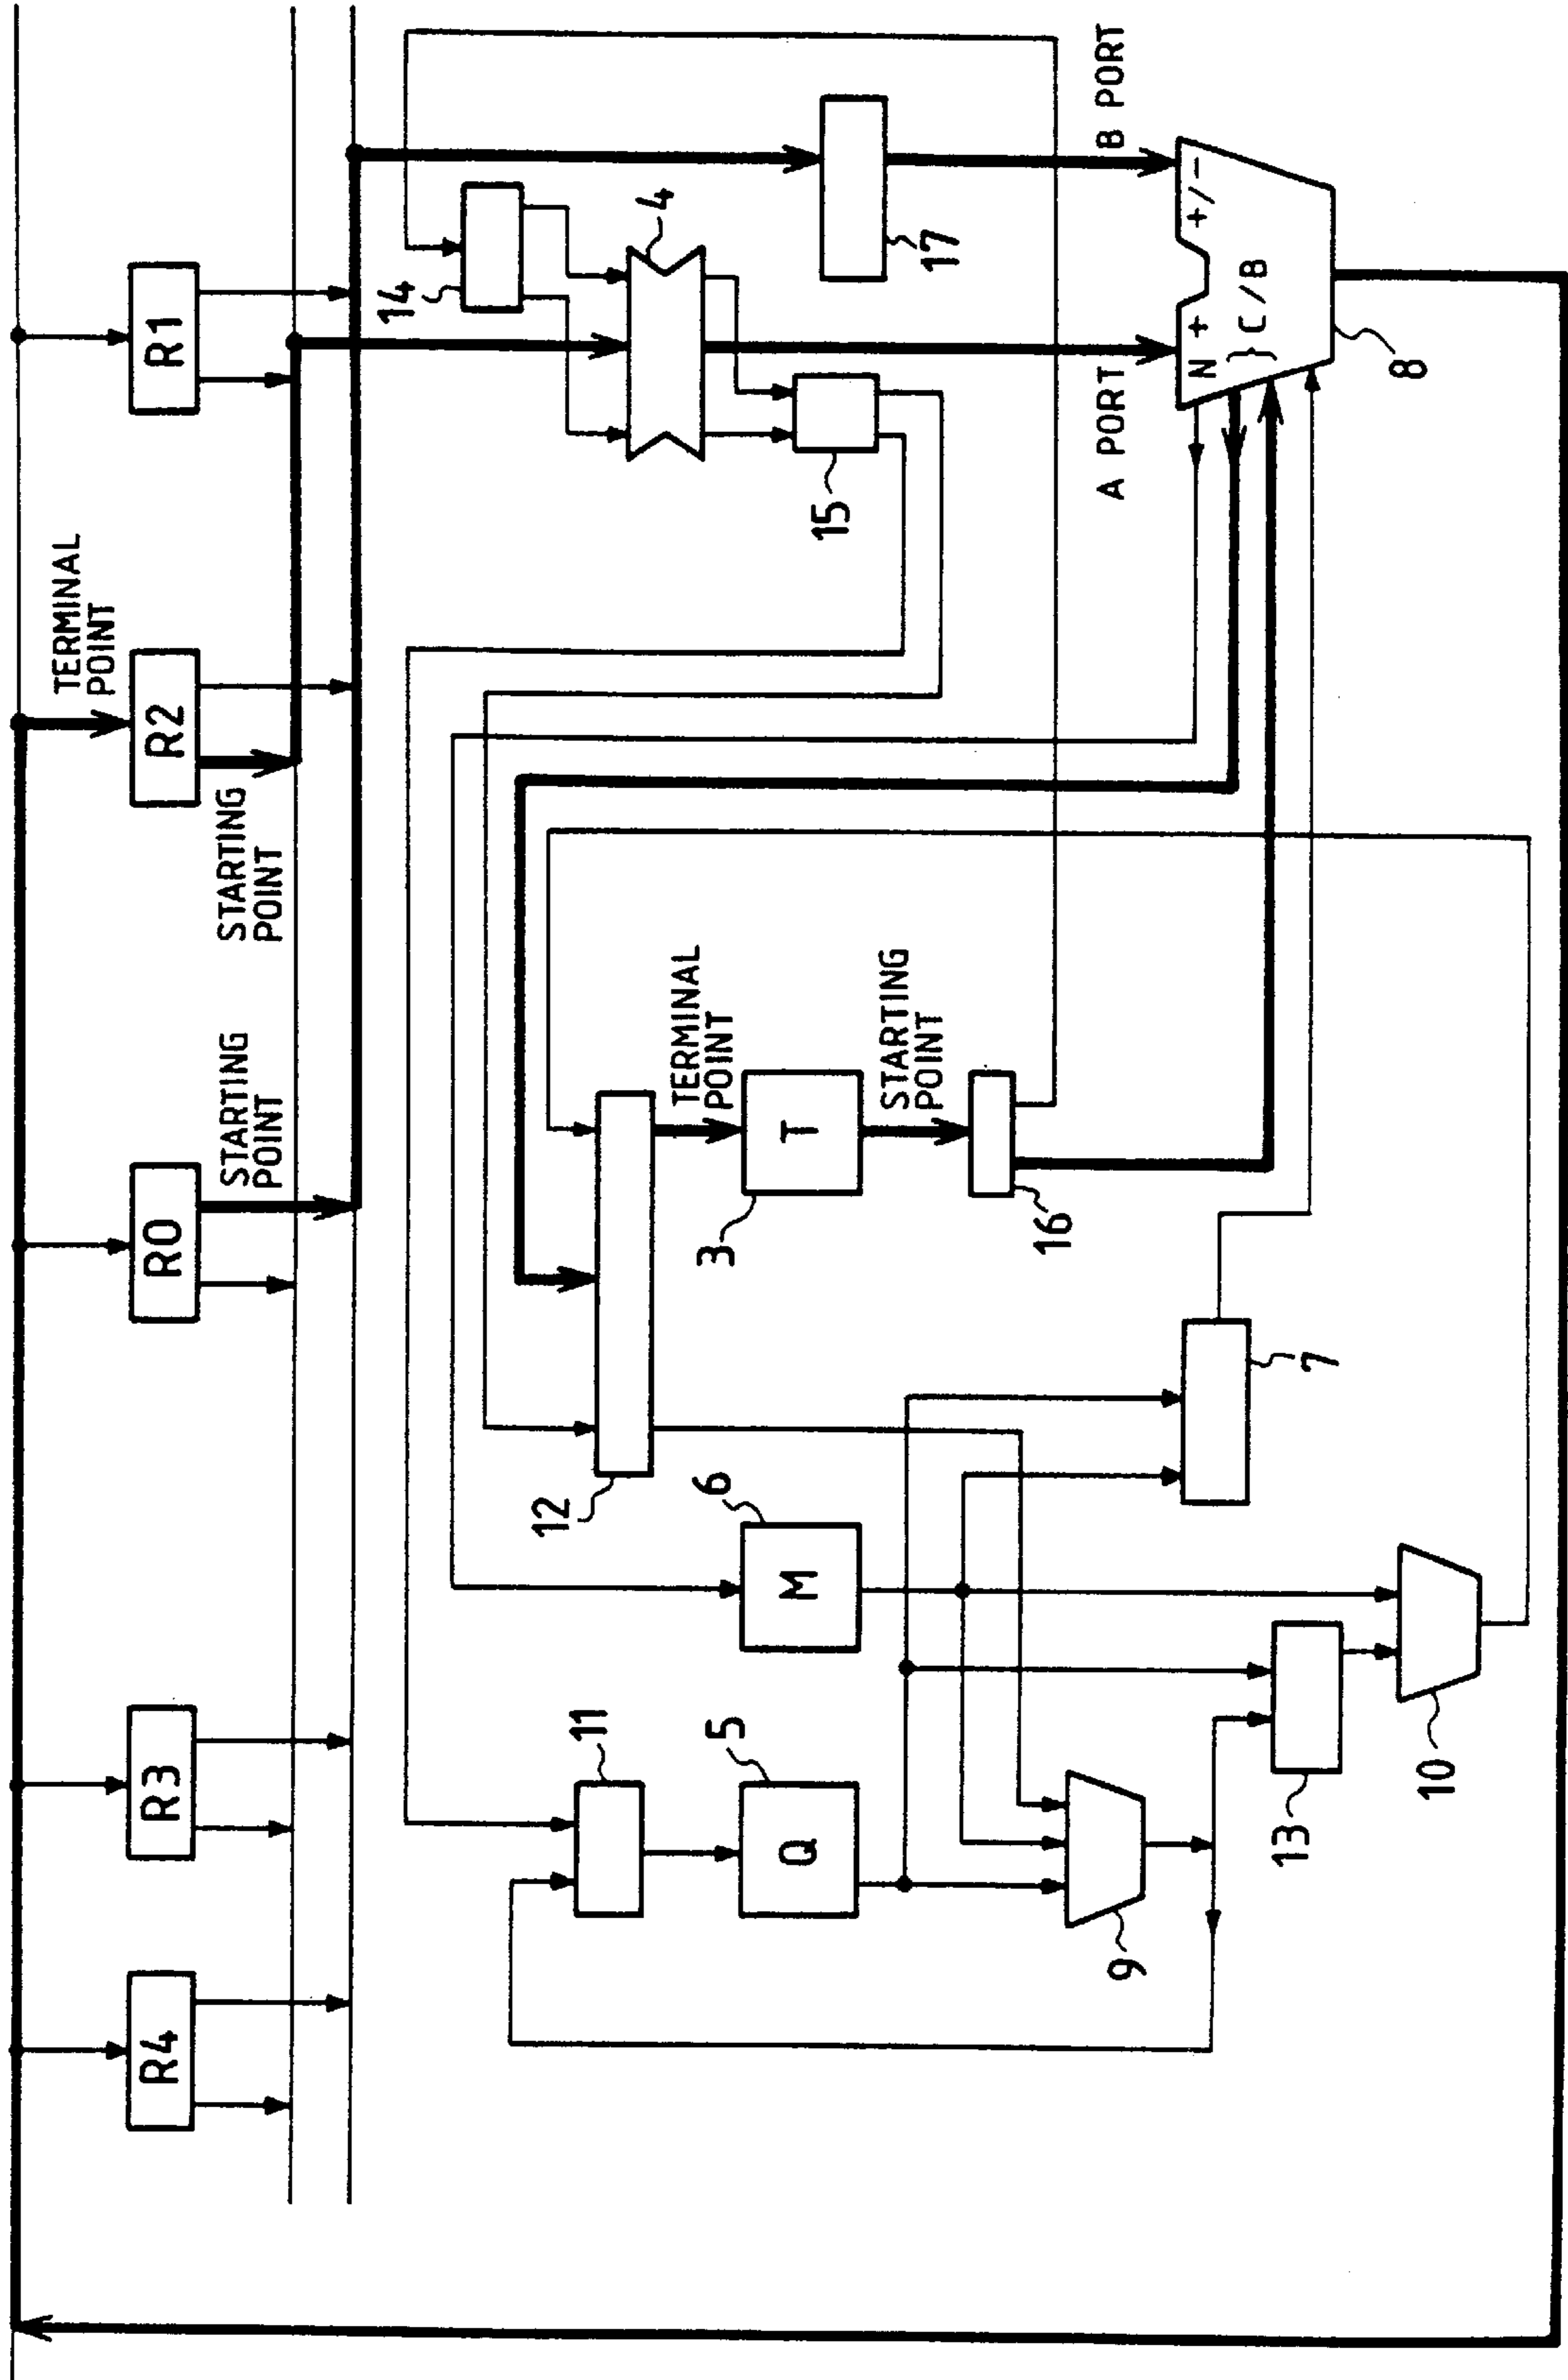 R4
R3
R0
R2
R1
TERMINAL
POINT
STARTING
POINT
STARTING
POINT
14
4
17
15
A PORT
B PORT
N + +/-
} C/B
8
11
5
Q
6
M
12
TERMINAL
POINT
3
T
STARTING
POINT
16
7
9
13
10